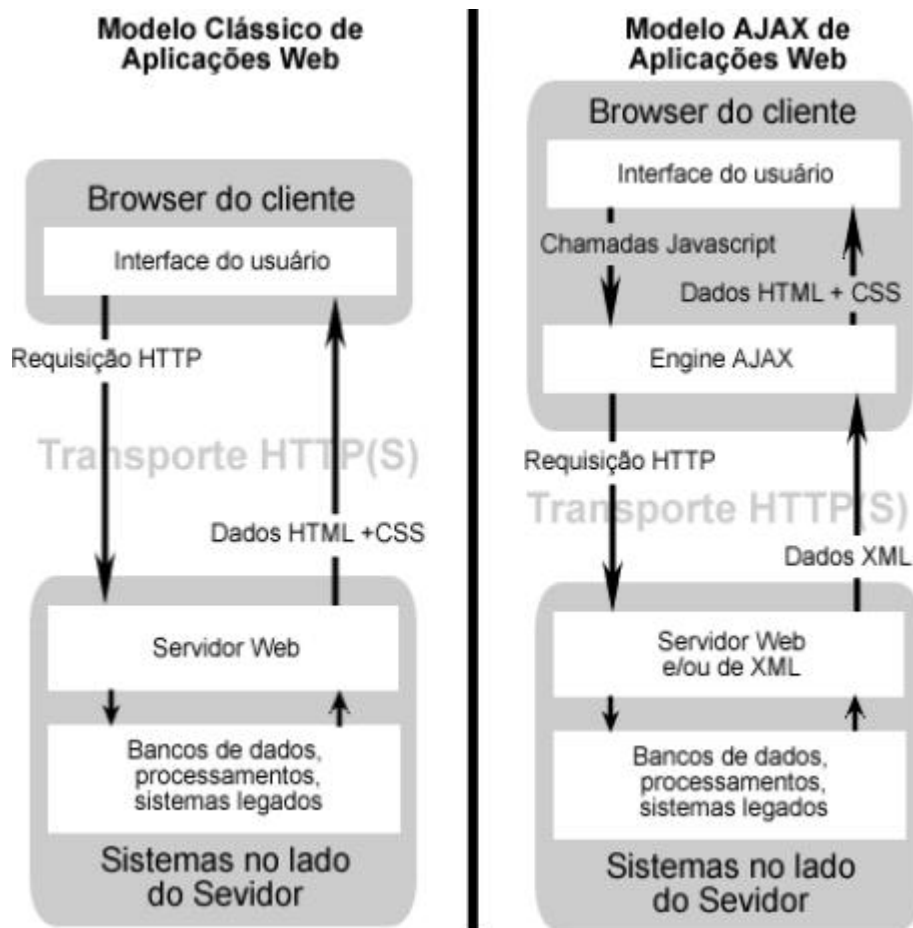 Modelo Clássico de
Aplicações Web
Browser do cliente
Interface do usuário
Requisição HTTP
Transporte HTTP(S)
Dados HTML +CSS
Servidor Web
Bancos de dados,
processamentos,
sistemas legados
Sistemas no lado
do Sevidor
Modelo AJAX de
Aplicações Web
Browser do cliente
Interface do usuário
Chamadas Javascript
Dados HTML + CSS
Engine AJAX
Requisição HTTP
Transporte HTTP(S)
Dados XML
Servidor Web
e/ou de XML
Bancos de dados,
processamentos,
sistemas legados
Sistemas no lado
do Sevidor